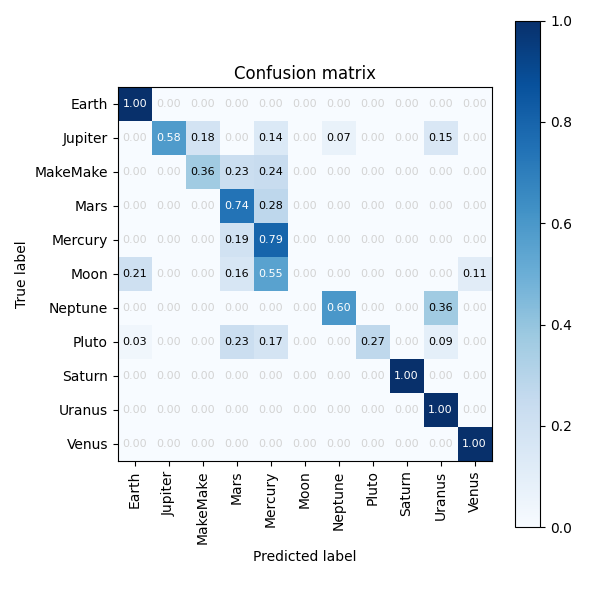 Confusion matrix
True label
Earth 1.00 0.00 0.00 0.00 0.00 0.00 0.00 0.00 0.00 0.00 0.00
Jupiter 0.00 0.58 0.18 0.00 0.14 0.00 0.07 0.00 0.00 0.15 0.00
MakeMake 0.00 0.00 0.36 0.23 0.24 0.00 0.00 0.00 0.00 0.00 0.00
Mars 0.00 0.00 0.00 0.74 0.28 0.00 0.00 0.00 0.00 0.00 0.00
Mercury 0.00 0.00 0.00 0.19 0.79 0.00 0.00 0.00 0.00 0.00 0.00
Moon 0.21 0.00 0.00 0.16 0.55 0.00 0.00 0.00 0.00 0.00 0.11
Neptune 0.00 0.00 0.00 0.00 0.00 0.00 0.60 0.00 0.00 0.36 0.00
Pluto 0.03 0.00 0.00 0.23 0.17 0.00 0.00 0.27 0.00 0.09 0.00
Saturn 0.00 0.00 0.00 0.00 0.00 0.00 0.00 0.00 1.00 0.00 0.00
Uranus 0.00 0.00 0.00 0.00 0.00 0.00 0.00 0.00 0.00 1.00 0.00
Venus 0.00 0.00 0.00 0.00 0.00 0.00 0.00 0.00 0.00 0.00 1.00
Earth Jupiter MakeMake Mars Mercury Moon Neptune Pluto Saturn Uranus Venus
Predicted label
1.0
0.8
0.6
0.4
0.2
0.0